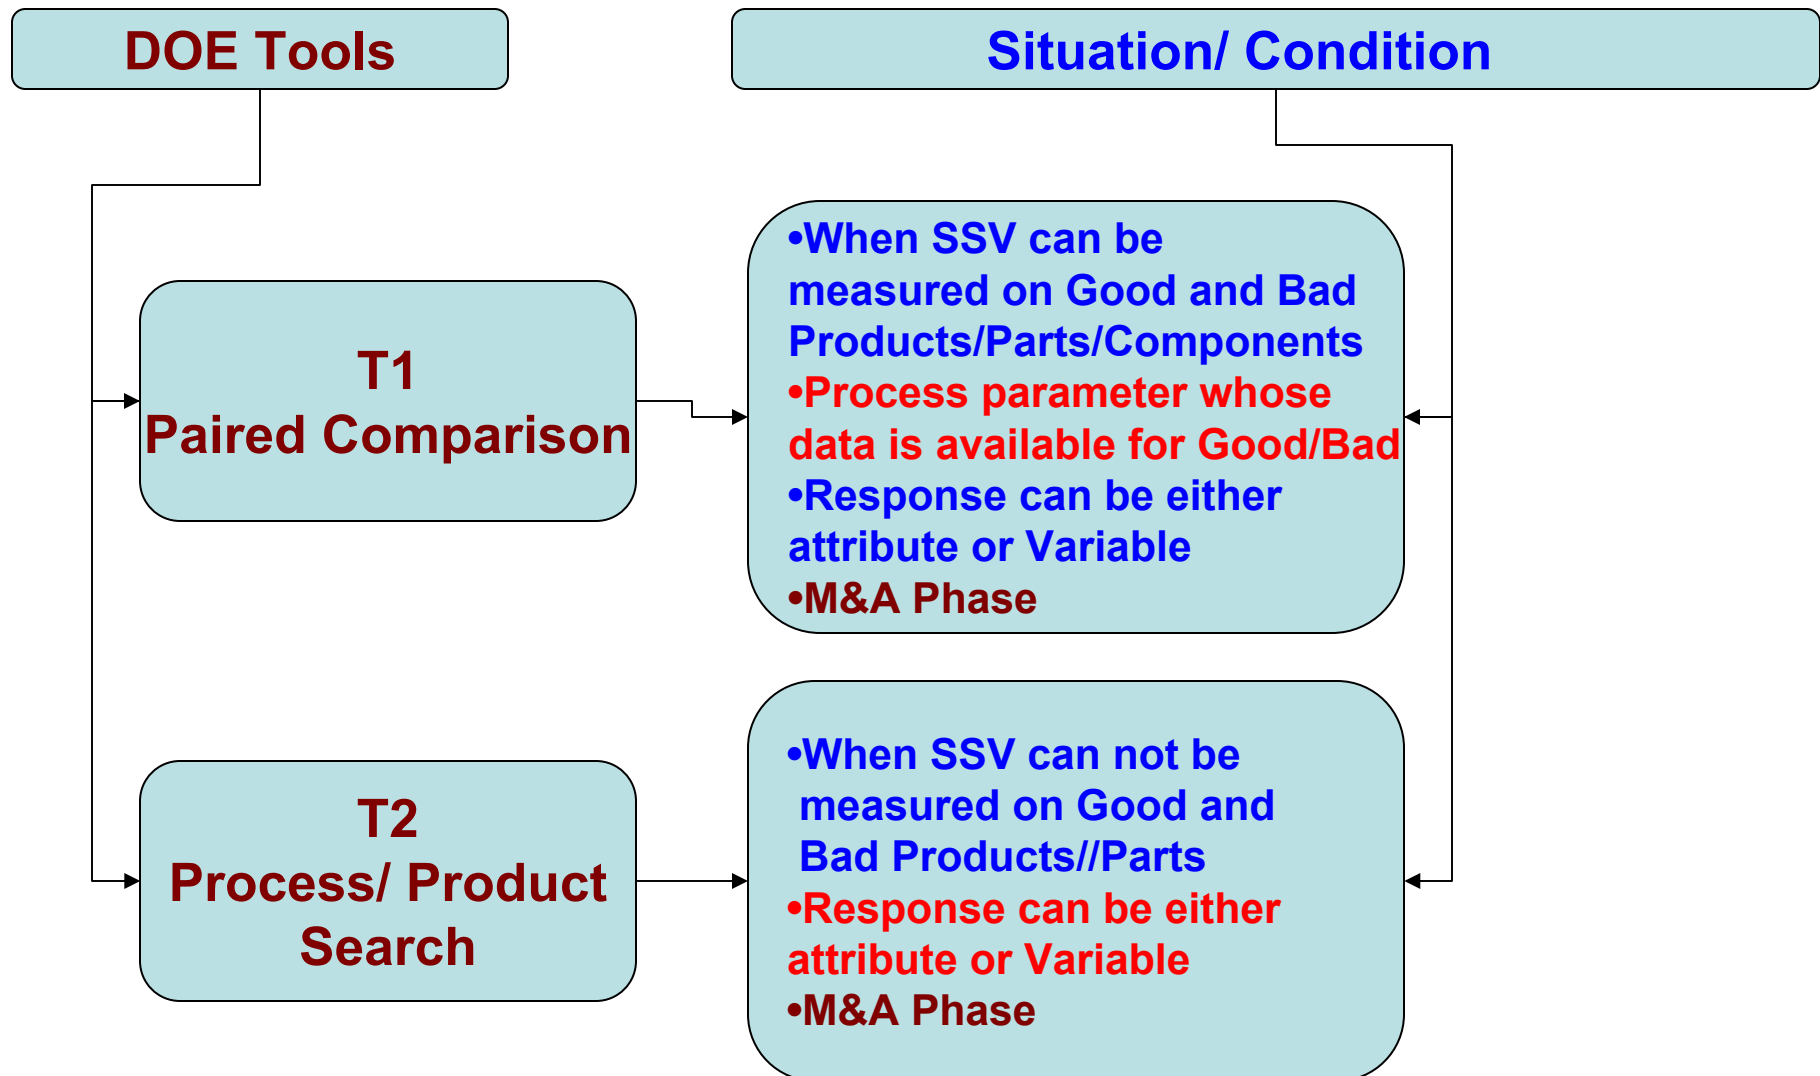 DOE Tools
Situation/ Condition
T1
Paired Comparison
•When SSV can be
measured on Good and Bad
Products/Parts/Components
•Process parameter whose
data is available for Good/Bad
•Response can be either
attribute or Variable
•M&A Phase
T2
Process/ Product
Search
•When SSV can not be
measured on Good and
Bad Products//Parts
•Response can be either
attribute or Variable
•M&A Phase